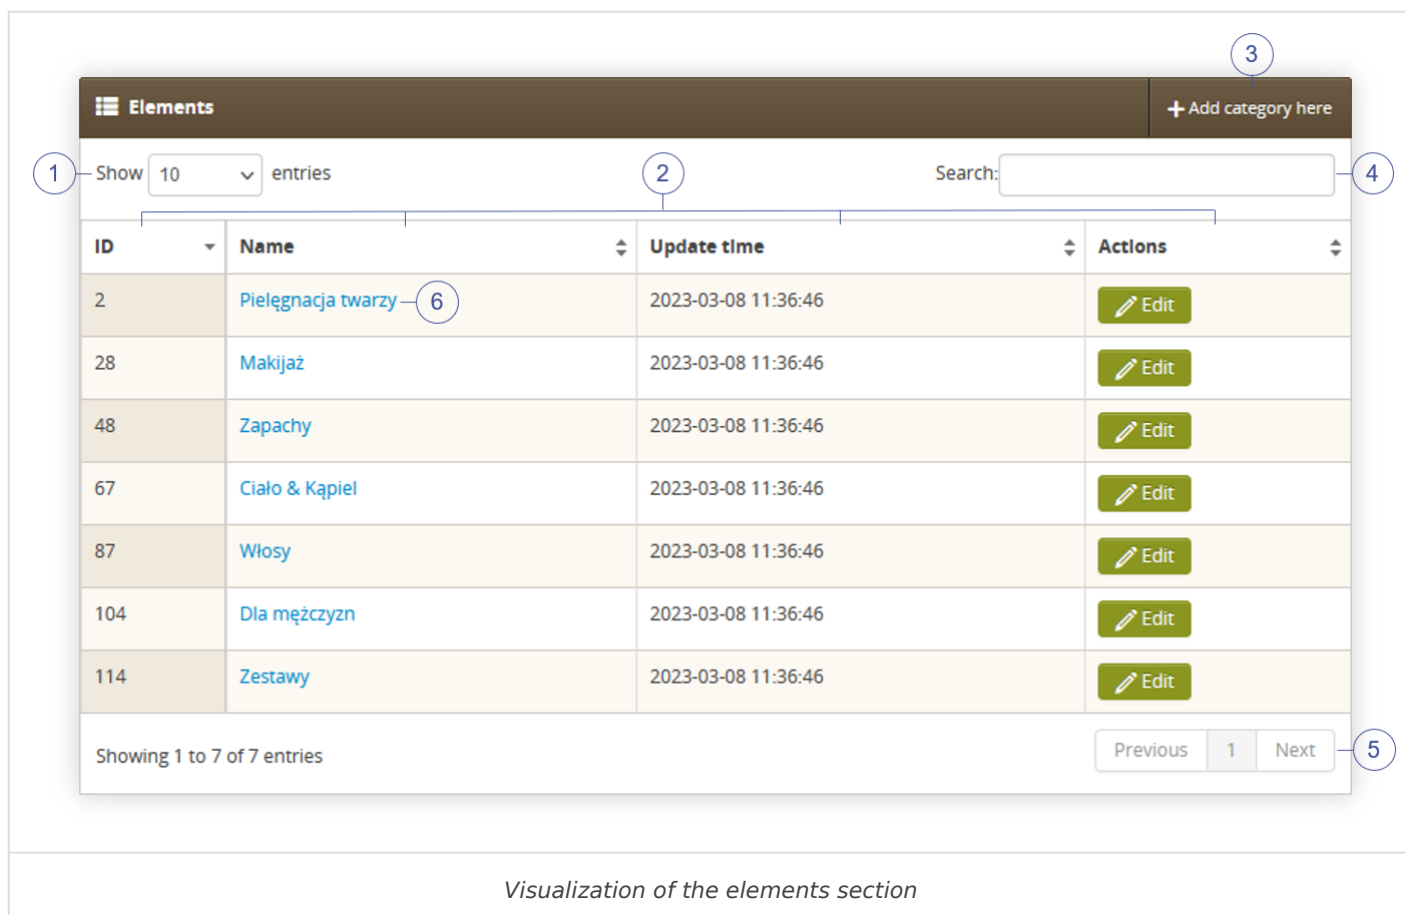 3
Elements
Add category here
1 Show 10 entries 2 Search: 4
ID Name Update time Actions
2 Pielęgnacja twarzy 6 2023-03-08 11:36:46 Edit
28 Makijaż 2023-03-08 11:36:46 Edit
48 Zapachy 2023-03-08 11:36:46 Edit
67 Ciało & Kąpiel 2023-03-08 11:36:46 Edit
87 Włosy 2023-03-08 11:36:46 Edit
104 Dla mężczyzn 2023-03-08 11:36:46 Edit
114 Zestawy 2023-03-08 11:36:46 Edit
Showing 1 to 7 of 7 entries Previous 1 Next 5
Visualization of the elements section